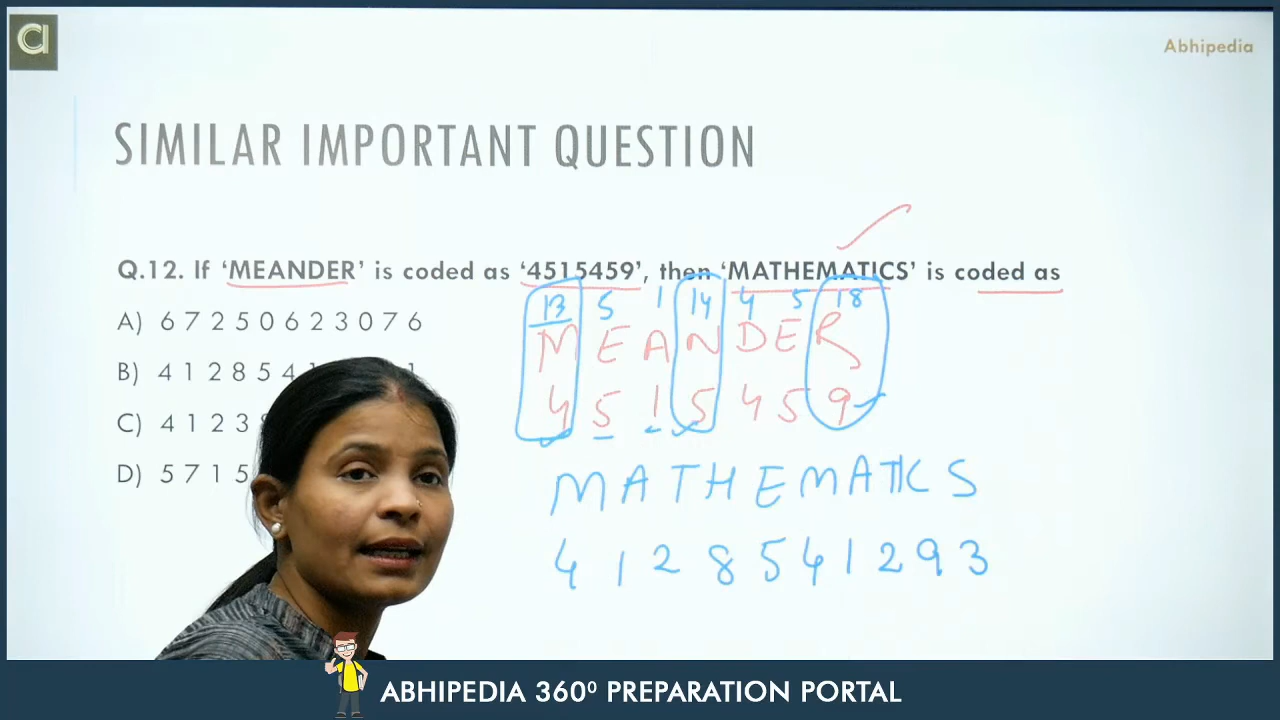 a
Abhipedia
SIMILAR IMPORTANT QUESTION
Q.12. If ‘MEANDER’ is coded as ‘4515459’, then ‘MATHEMATICS’ is coded as
A) 6 7 2 5 0 6 2 3 0 7 6
B) 4 1 2 8 5 4
C) 4 1 2 3
D) 5 7 1 5
13 5 1 14 4 5 18
M E A N D E R
4 5 1 5 4 5 9
M A T H E M A T I C S
4 1 2 8 5 4 1 2 9 3
ABHIPEDIA 360⁰ PREPARATION PORTAL